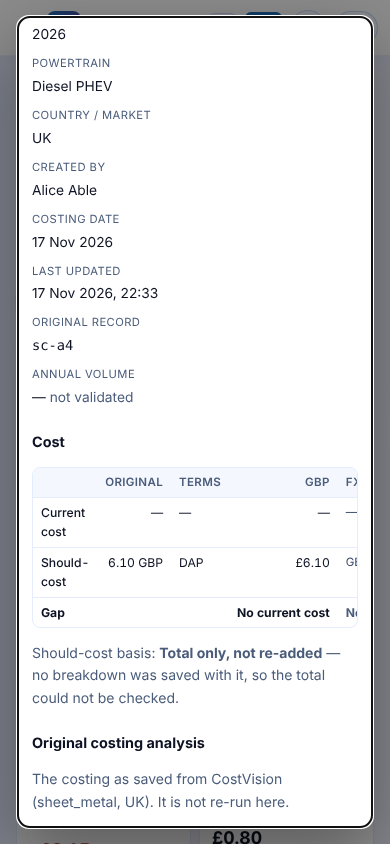 2026
POWERTRAIN
Diesel PHEV
COUNTRY / MARKET
UK
CREATED BY
Alice Able
COSTING DATE
17 Nov 2026
LAST UPDATED
17 Nov 2026, 22:33
ORIGINAL RECORD
sc-a4
ANNUAL VOLUME
— not validated
Cost
ORIGINAL TERMS GBP
Current cost — — — —
Should-cost 6.10 GBP DAP £6.10
Gap No current cost
Should-cost basis: Total only, not re-added —
no breakdown was saved with it, so the total
could not be checked.
Original costing analysis
The costing as saved from CostVision
(sheet_metal, UK). It is not re-run here.
£0.80